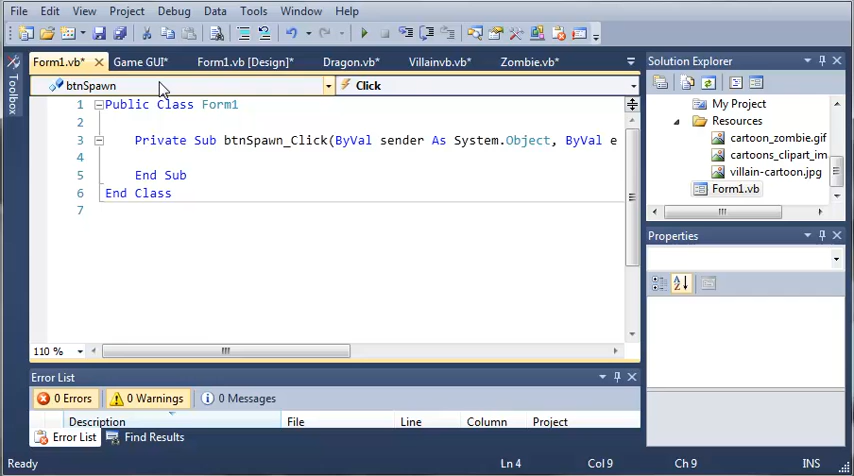 File Edit View Project Debug Data Tools Window Help
Form1.vb* Game GUI* Form1.vb [Design]* Dragon.vb* Villainvb.vb* Zombie.vb*
btnSpawn Click
1 Public Class Form1
2
3 Private Sub btnSpawn_Click(ByVal sender As System.Object, ByVal e
4
5 End Sub
6 End Class
7
110 %
Toolbox
Solution Explorer
My Project
Resources
cartoon_zombie.gif
cartoons_clipart_im
villain-cartoon.jpg
Form1.vb
Properties
Error List
0 Errors 0 Warnings 0 Messages
Description File Line Column Project
Error List Find Results
Ready Ln 4 Col 9 Ch 9 INS